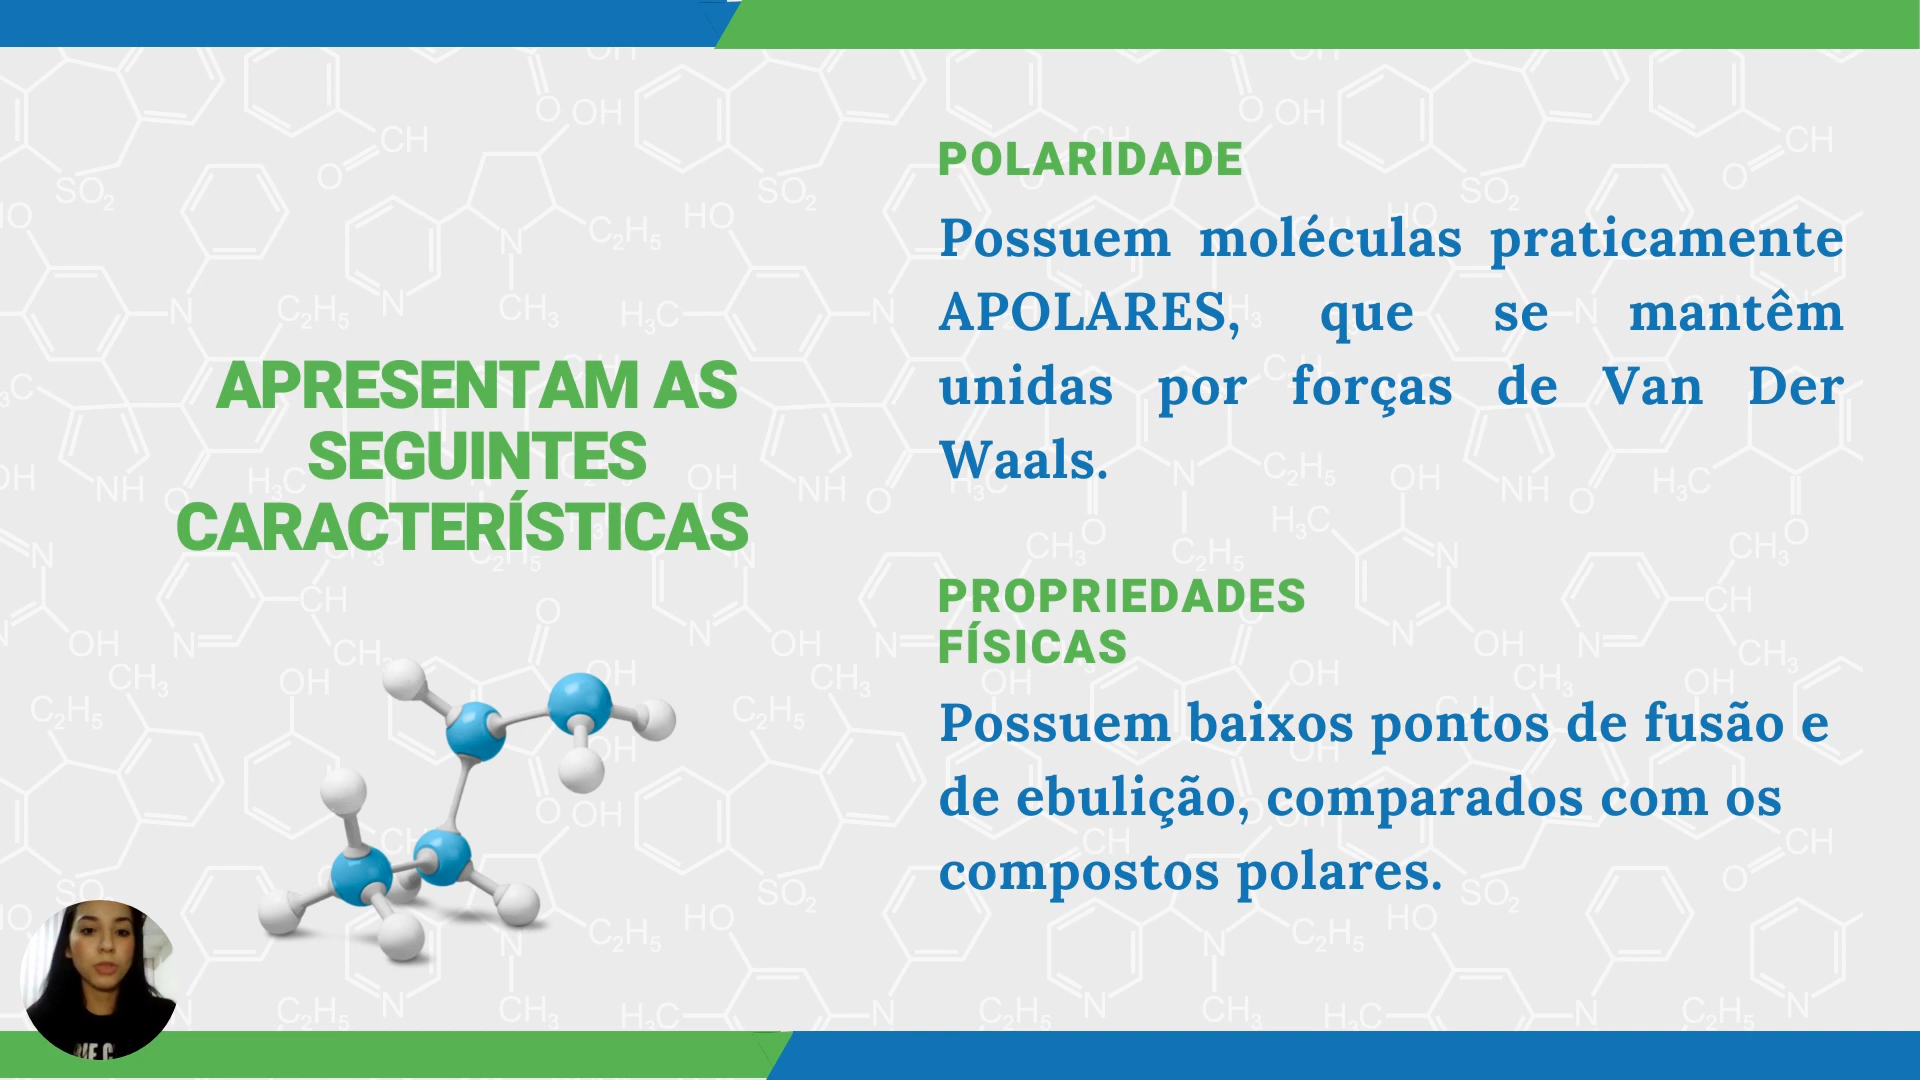 APRESENTAM AS
SEGUINTES
CARACTERÍSTICAS
POLARIDADE
Possuem moléculas praticamente
APOLARES, que se mantêm
unidas por forças de Van Der
Waals.
PROPRIEDADES
FÍSICAS
Possuem baixos pontos de fusão e
de ebulição, comparados com os
compostos polares.